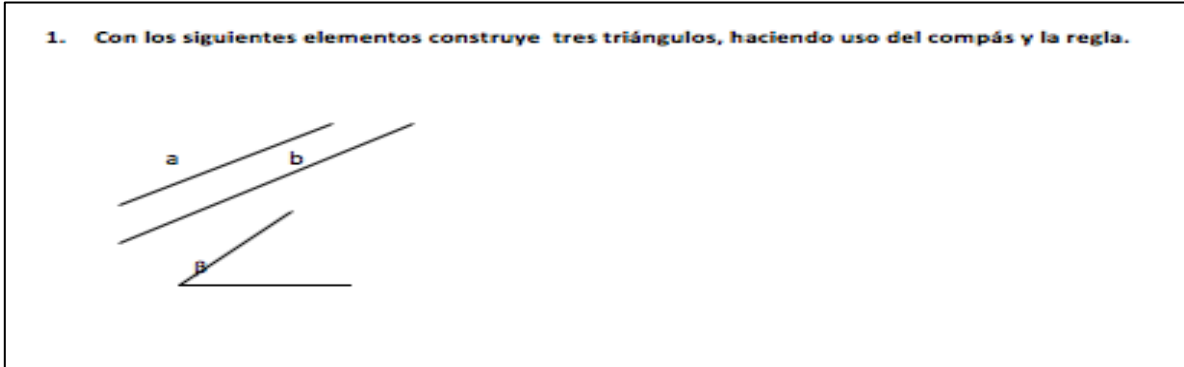 1. Con los siguientes elementos construye tres triángulos, haciendo uso del compás y la regla.
a
b
β